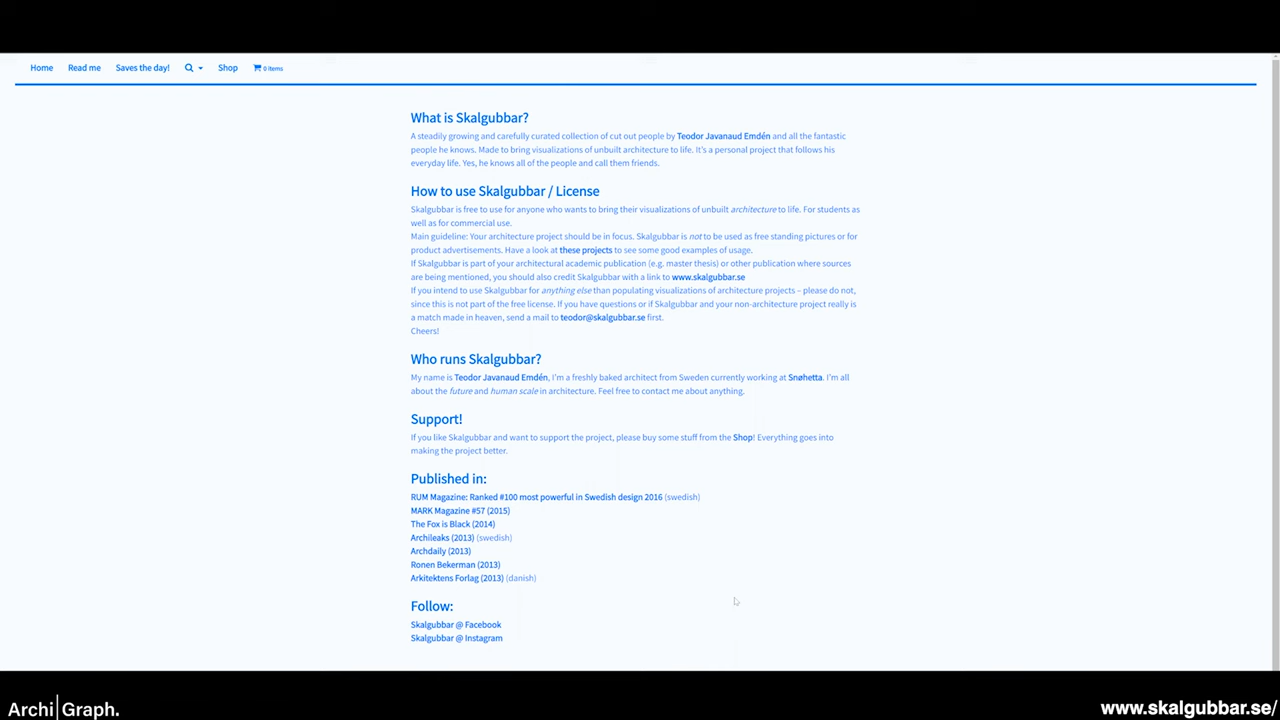 Home Read me Saves the day! Shop 0 items
What is Skalgubbar?
A steadily growing and carefully curated collection of cut out people by Teodor Javanaud Emdén and all the fantastic
people he knows. Made to bring visualizations of unbuilt architecture to life. It's a personal project that follows his
everyday life. Yes, he knows all of the people and call them friends.
How to use Skalgubbar / License
Skalgubbar is free to use for anyone who wants to bring their visualizations of unbuilt architecture to life. For students as
well as for commercial use.
Main guideline: Your architecture project should be in focus. Skalgubbar is not to be used as free standing pictures or for
product advertisements. Have a look at these projects to see some good examples of usage.
If Skalgubbar is part of your architectural academic publication (e.g. master thesis) or other publication where sources
are being mentioned, you should also credit Skalgubbar with a link to www.skalgubbar.se
If you intend to use Skalgubbar for anything else than populating visualizations of architecture projects – please do not,
since this is not part of the free license. If you have questions or if Skalgubbar and your non-architecture project really is
a match made in heaven, send a mail to teodor@skalgubbar.se first.
Cheers!
Who runs Skalgubbar?
My name is Teodor Javanaud Emdén, I'm a freshly baked architect from Sweden currently working at Snøhetta. I'm all
about the future and human scale in architecture. Feel free to contact me about anything.
Support!
If you like Skalgubbar and want to support the project, please buy some stuff from the Shop! Everything goes into
making the project better.
Published in:
RUM Magazine: Ranked #100 most powerful in Swedish design 2016 (swedish)
MARK Magazine #57 (2015)
The Fox is Black (2014)
Archileaks (2013) (swedish)
Archdaily (2013)
Ronen Bekerman (2013)
Arkitektens Forlag (2013) (danish)
Follow:
Skalgubbar @ Facebook
Skalgubbar @ Instagram
Archi|Graph.
www.skalgubbar.se/